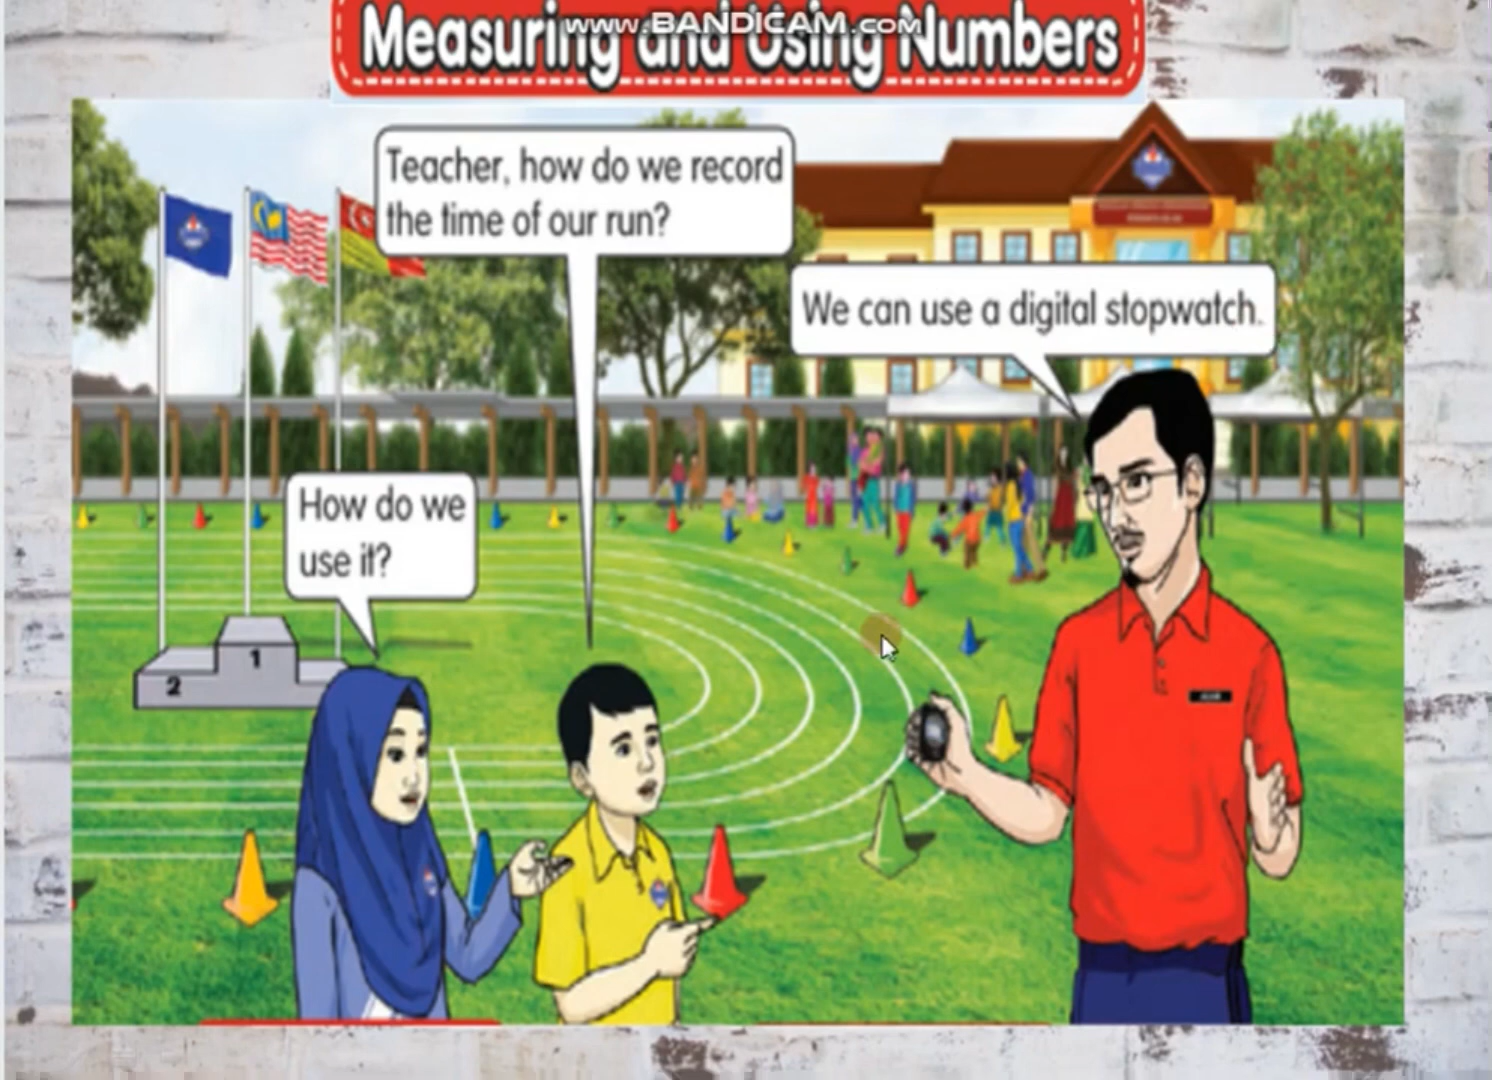 www.BANDICAM.com
Measuring and Using Numbers
Teacher, how do we record
the time of our run?
We can use a digital stopwatch.
How do we
use it?
1
2